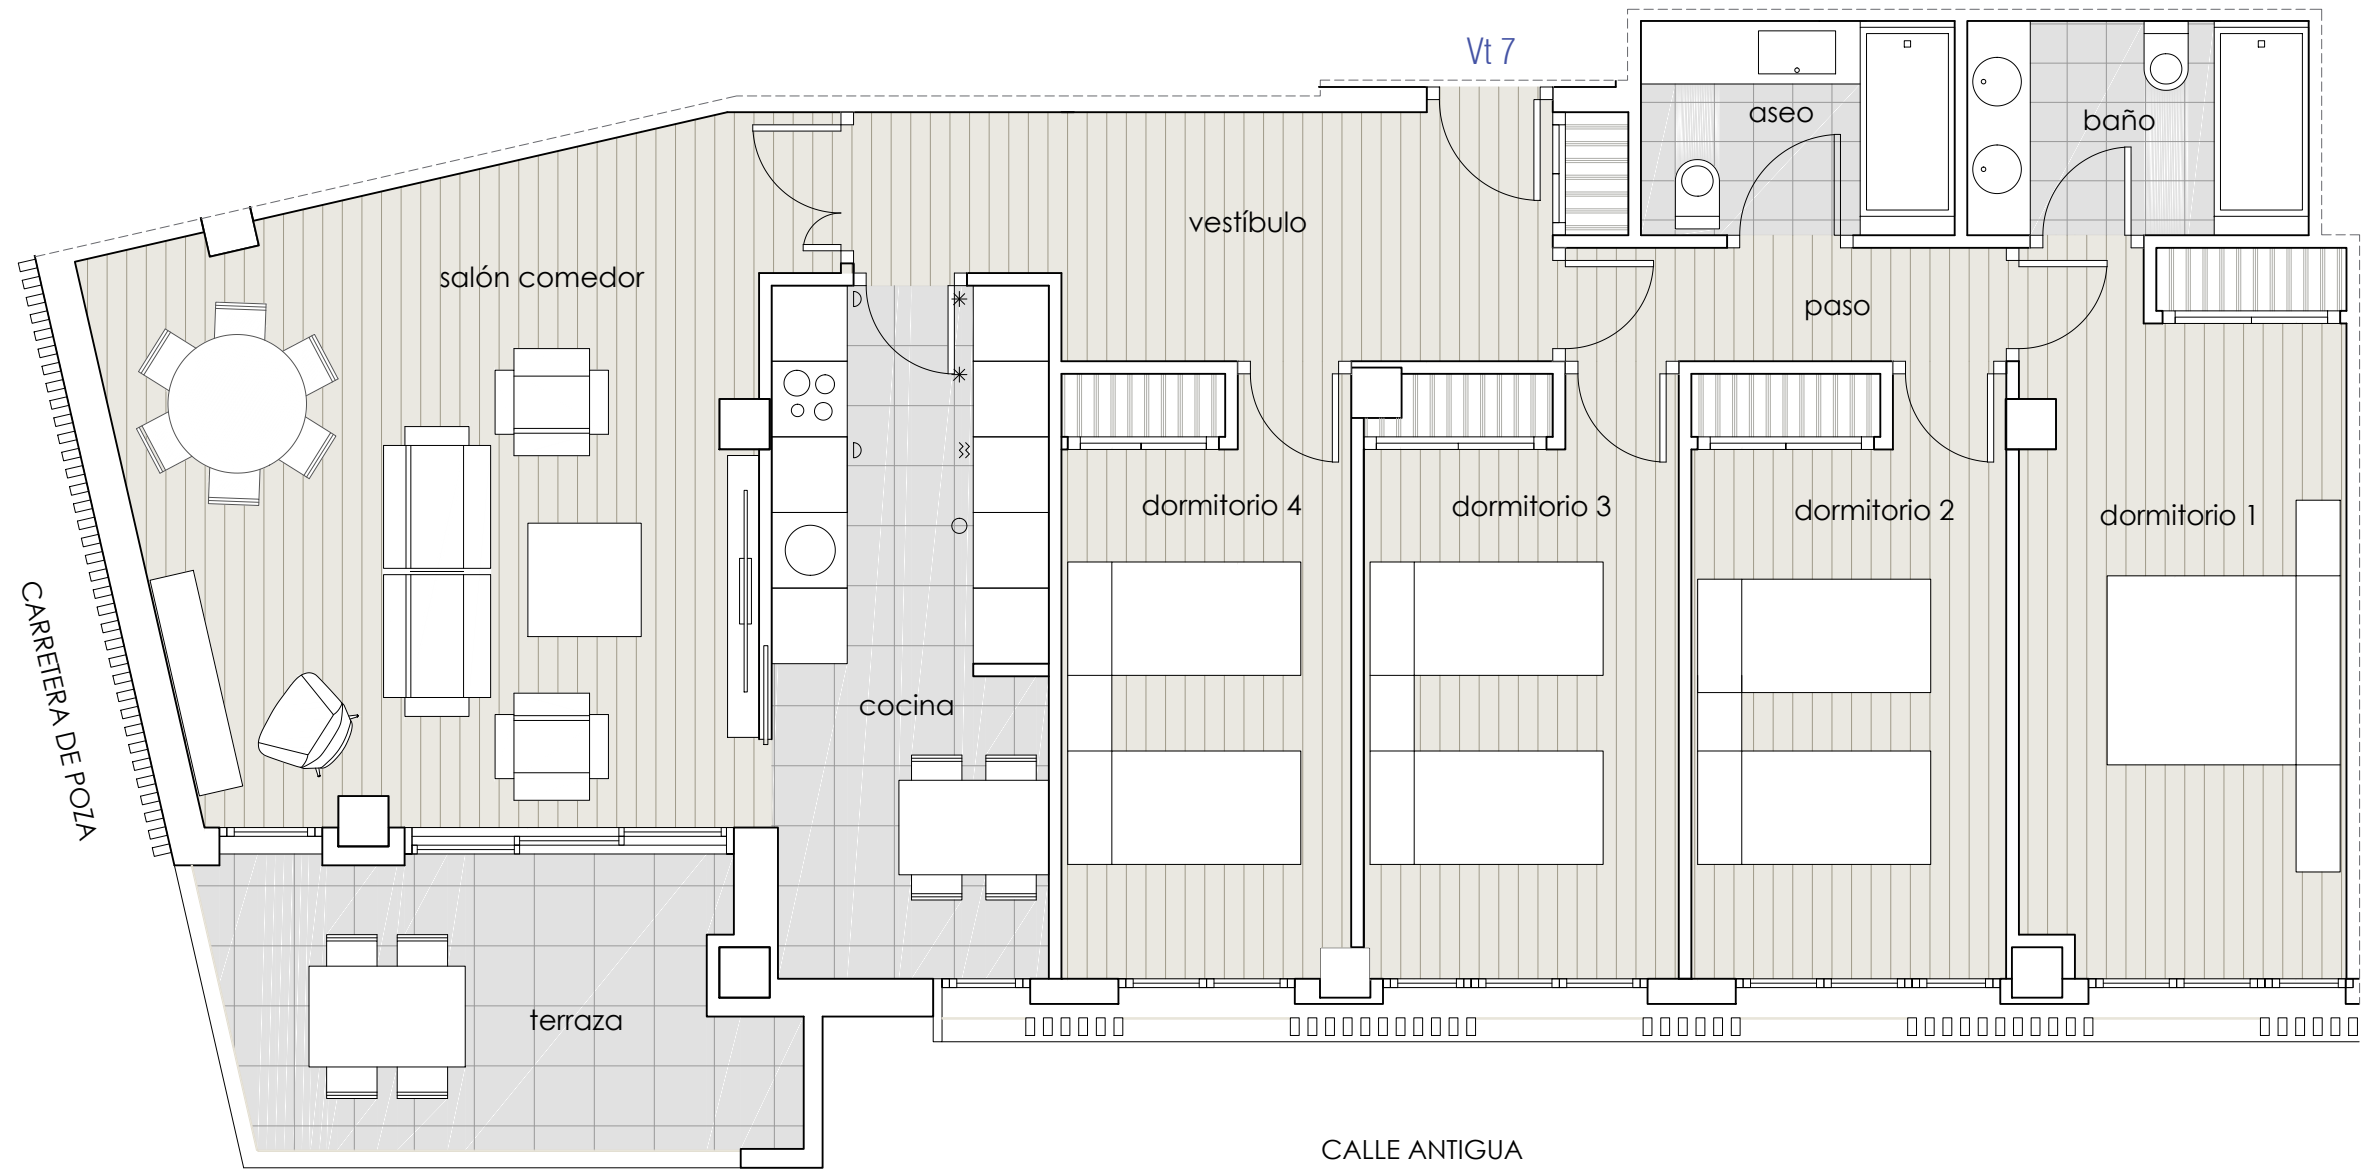 Vt 7
aseo
baño
vestíbulo
salón comedor
paso
dormitorio 4
dormitorio 3
dormitorio 2
dormitorio 1
cocina
CARRETERA DE POZA
terraza
CALLE ANTIGUA